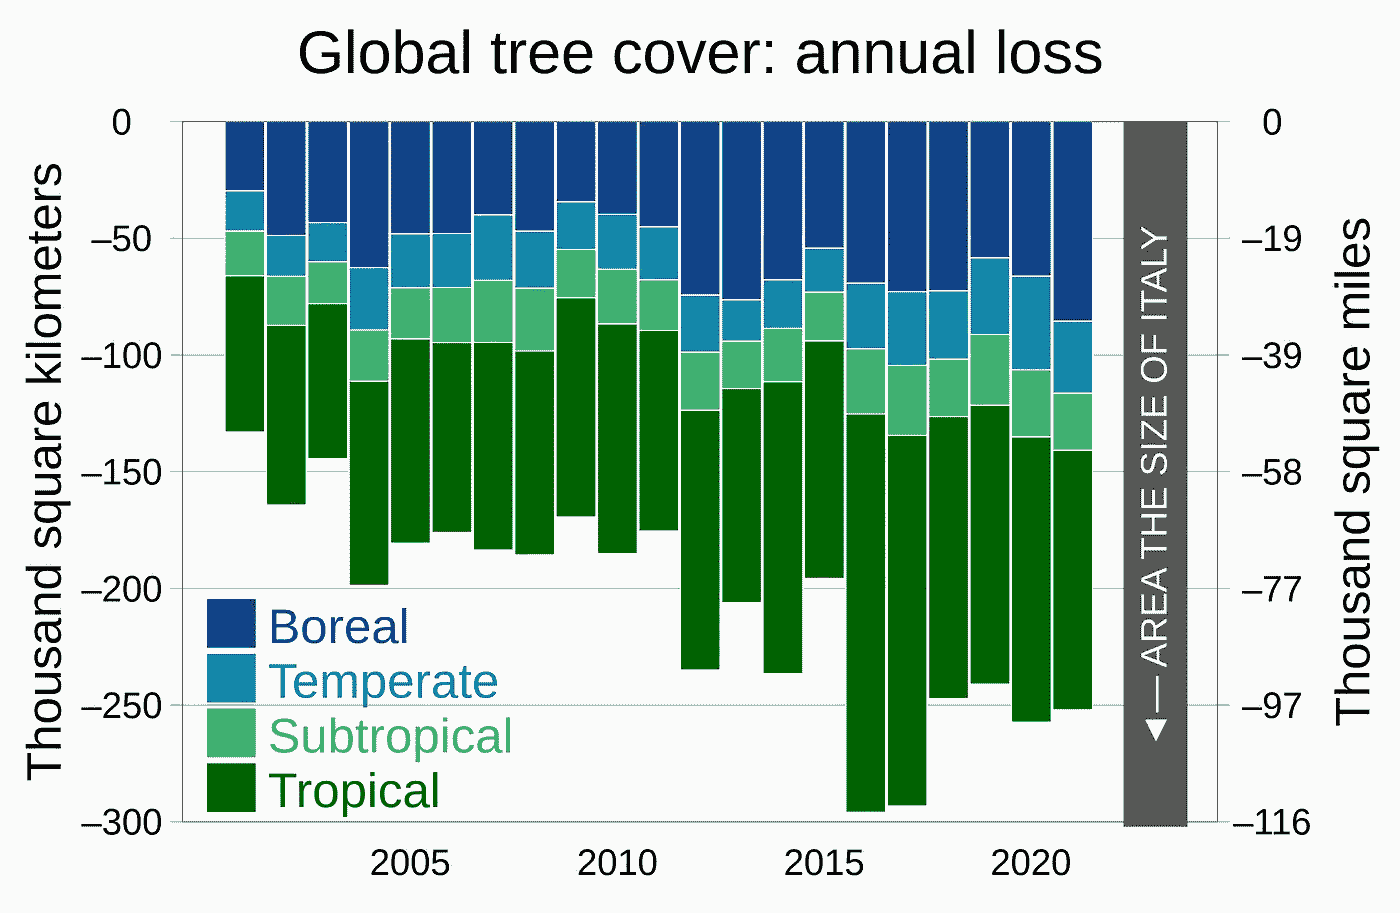 Global tree cover: annual loss
Thousand square kilometers
0
–50
–100
–150
–200
–250
–300
Boreal
Temperate
Subtropical
Tropical
2005
2010
2015
2020
AREA THE SIZE OF ITALY
0
–19
–39
–58
–77
–97
–116
Thousand square miles